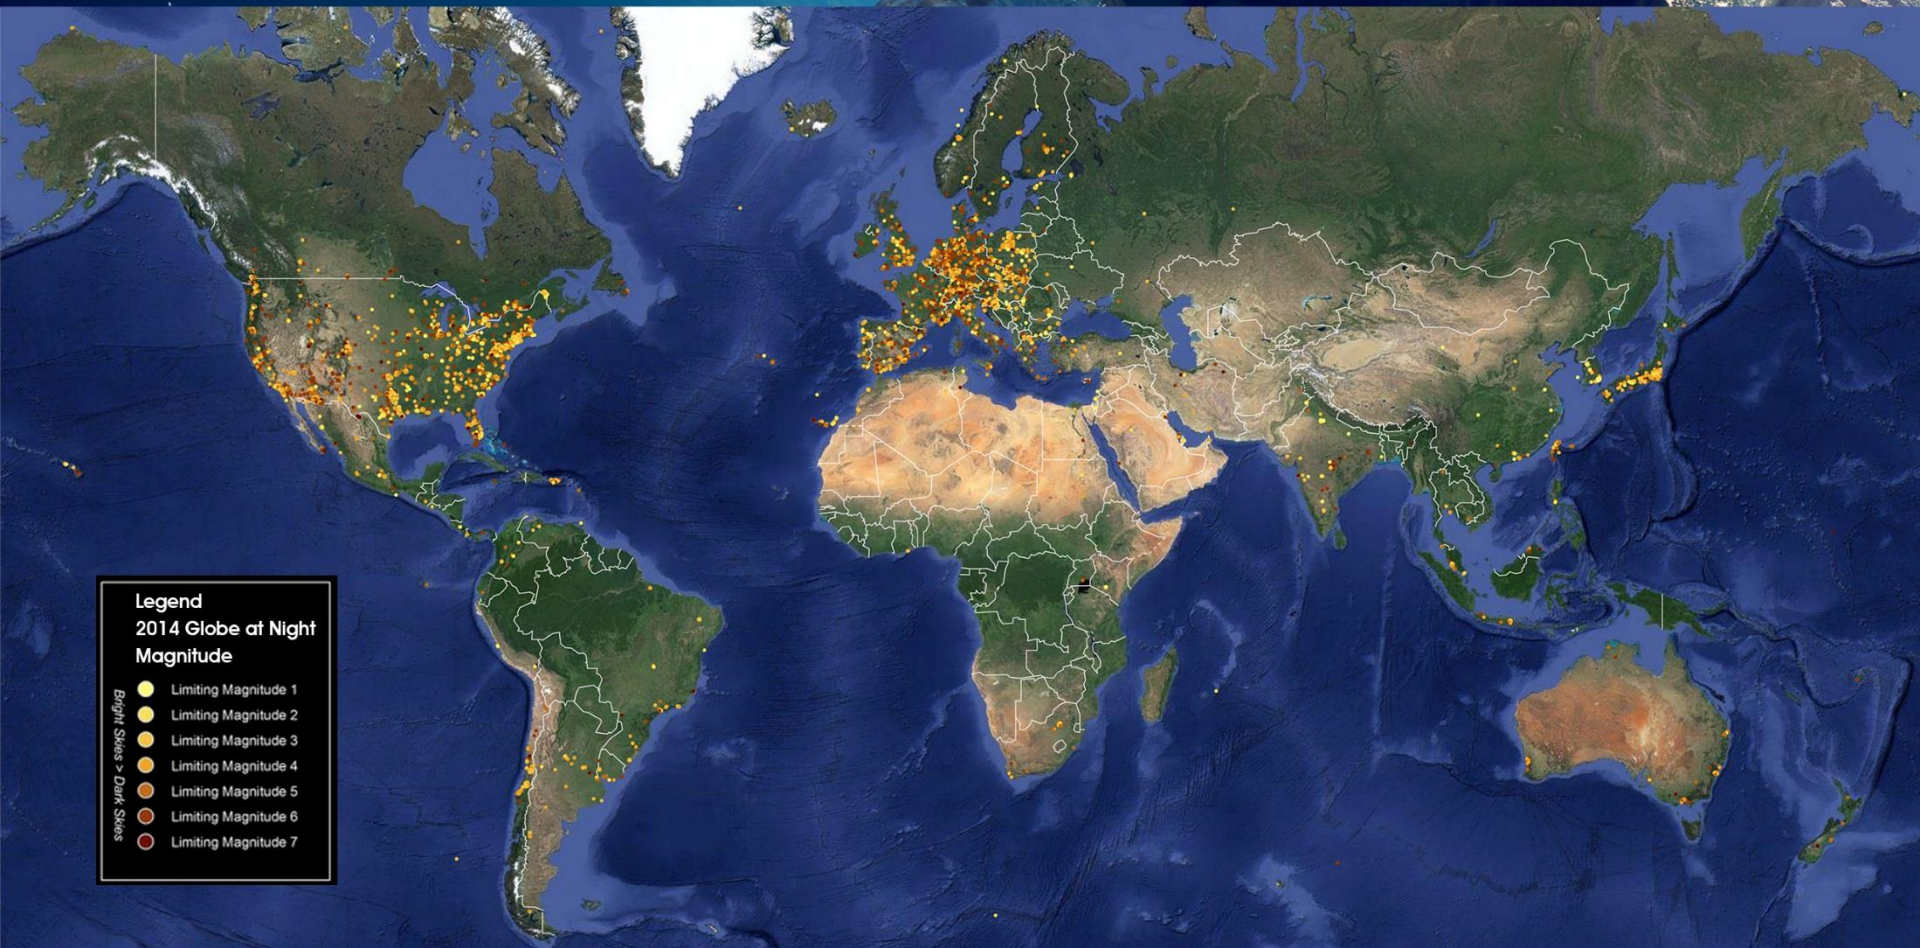 Legend
2014 Globe at Night
Magnitude
Bright Skies > Dark Skies
Limiting Magnitude 1
Limiting Magnitude 2
Limiting Magnitude 3
Limiting Magnitude 4
Limiting Magnitude 5
Limiting Magnitude 6
Limiting Magnitude 7